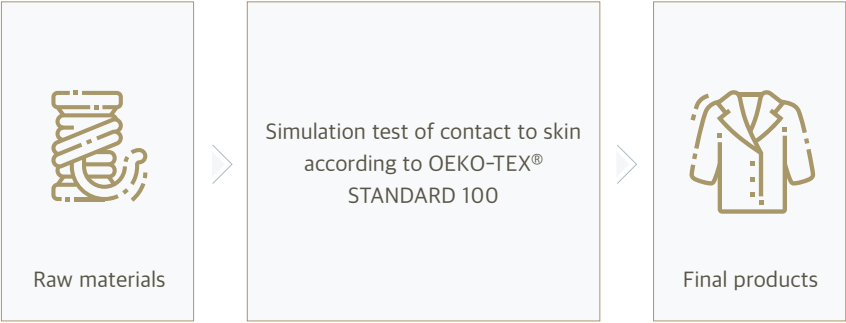 Raw materials
Simulation test of contact to skin
according to OEKO-TEX®
STANDARD 100
Final products